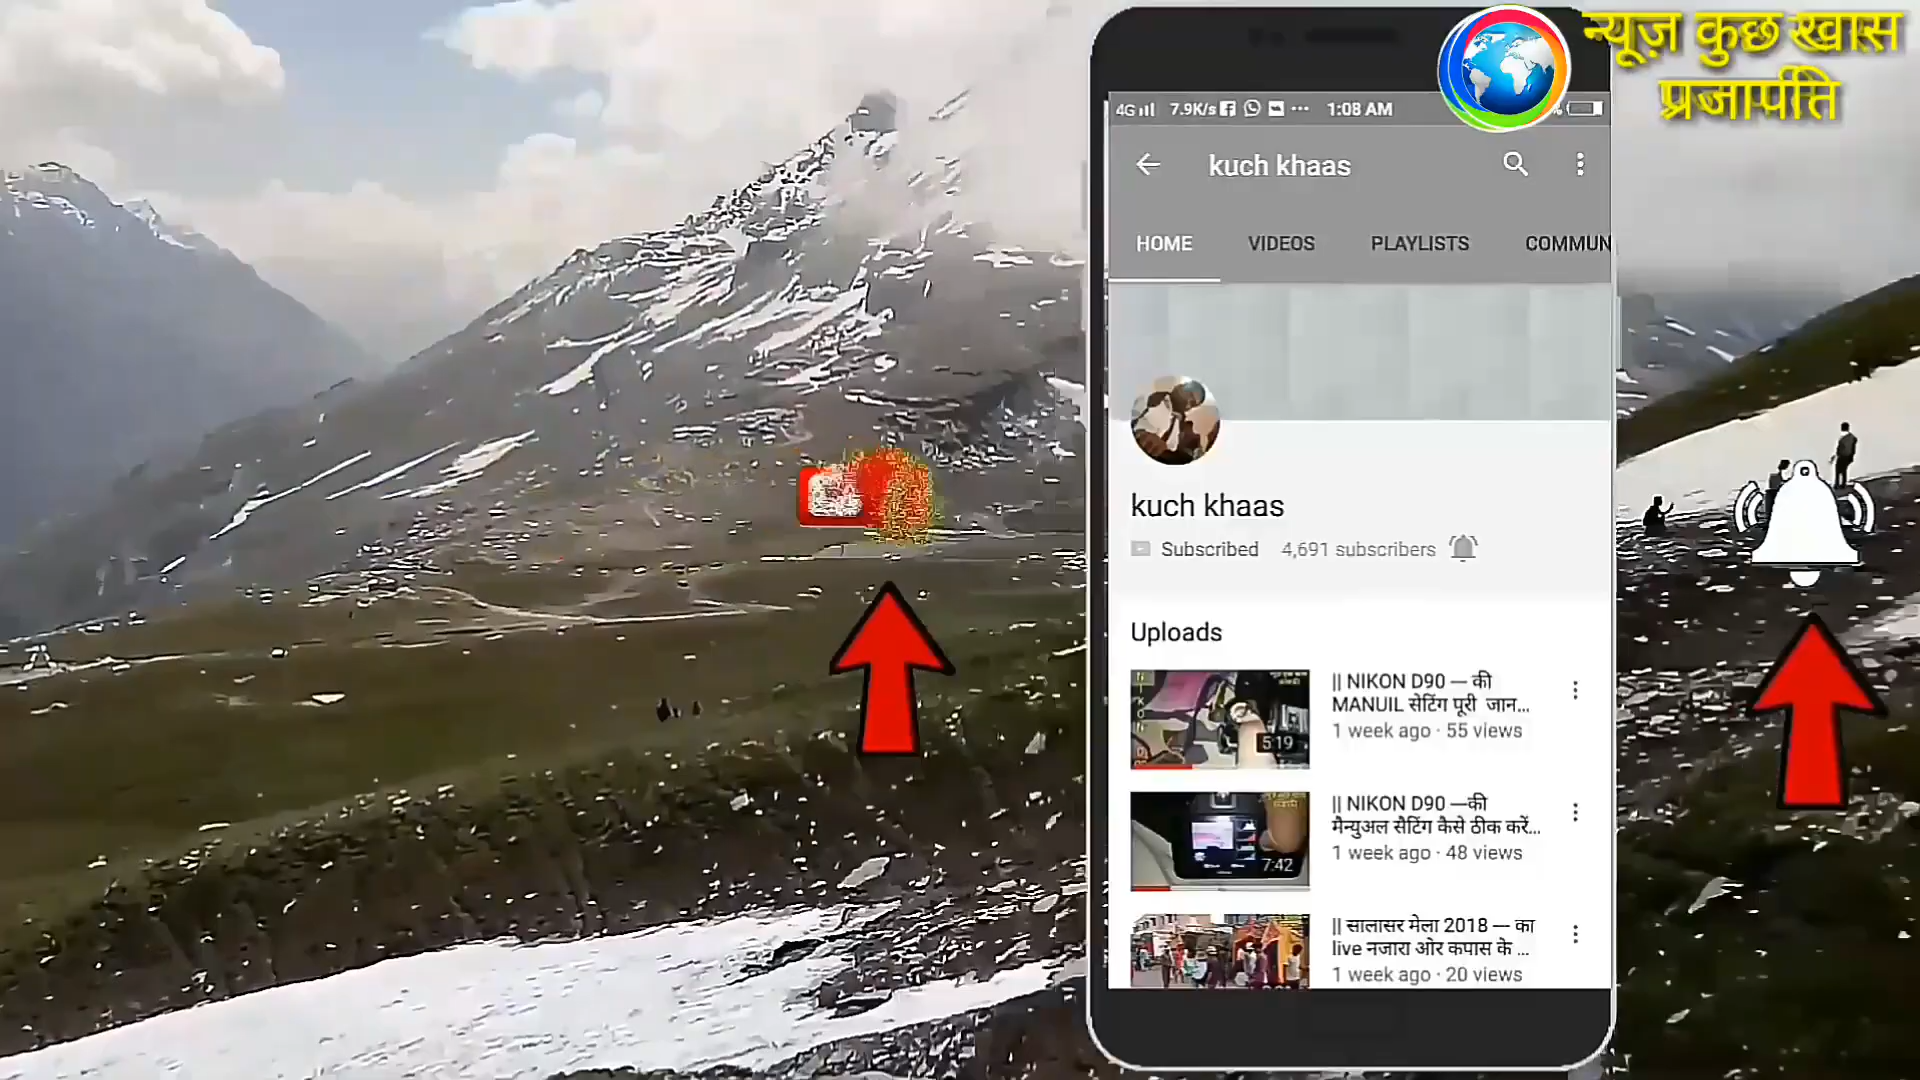 न्यूज़ कुछ खास
प्रजापति
4G 7.9K/s ••• 1:08 AM
kuch khaas
HOME VIDEOS PLAYLISTS COMMUN
kuch khaas
Subscribed 4,691 subscribers
Uploads
|| NIKON D90 — की
MANUIL सेटिंग पूरी जान...
1 week ago · 55 views
5:19
|| NIKON D90 —की
मैन्युअल सैटिंग कैसे ठीक करें...
1 week ago · 48 views
7:42
|| सालासर मेला 2018 — का
live नजारा ओर कपास के ...
1 week ago · 20 views